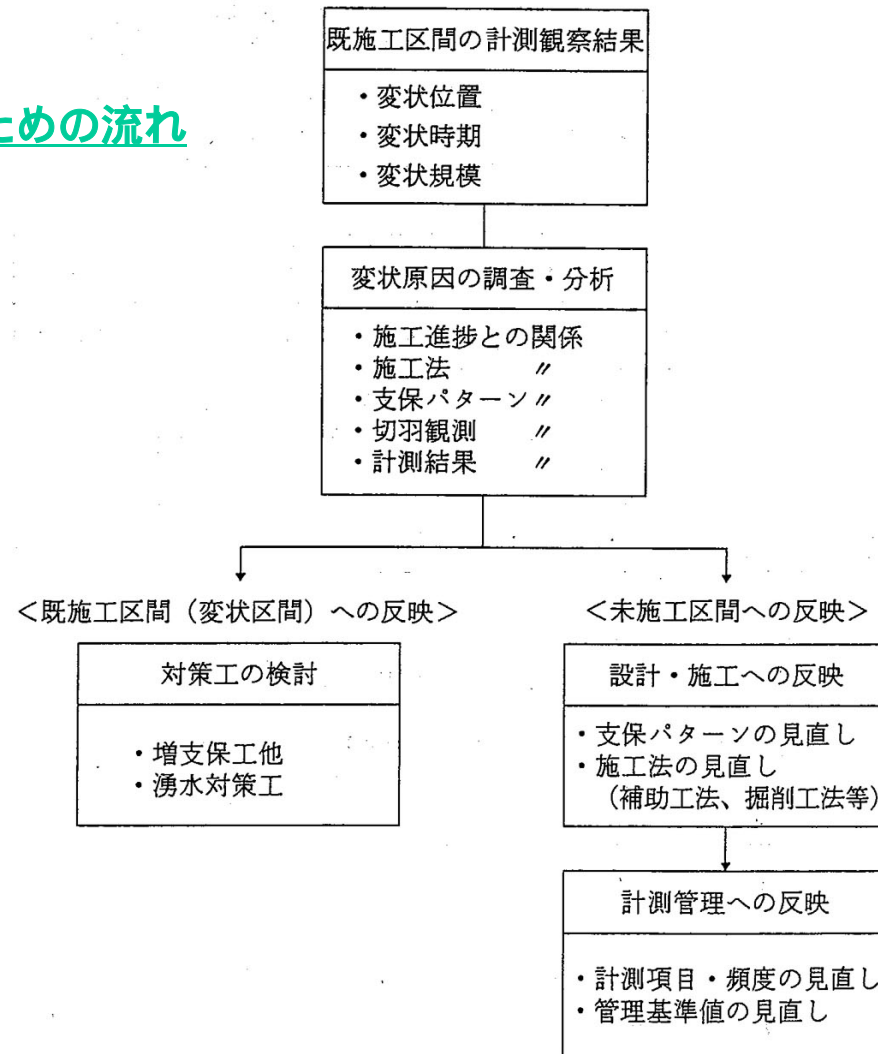 既施工区間の計測観察結果
・変状位置
ための流れ
・変状時期
・変状規模
変状原因の調査・分析
・施工進捗との関係
・施工法 〃
・支保パターン〃
・切羽観測 〃
・計測結果 〃
＜既施工区間（変状区間）への反映＞
＜未施工区間への反映＞
対策工の検討
・増支保工他
・湧水対策工
設計・施工への反映
・支保パターンの見直し
・施工法の見直し
（補助工法、掘削工法等）
計測管理への反映
・計測項目・頻度の見直し
・管理基準値の見直し